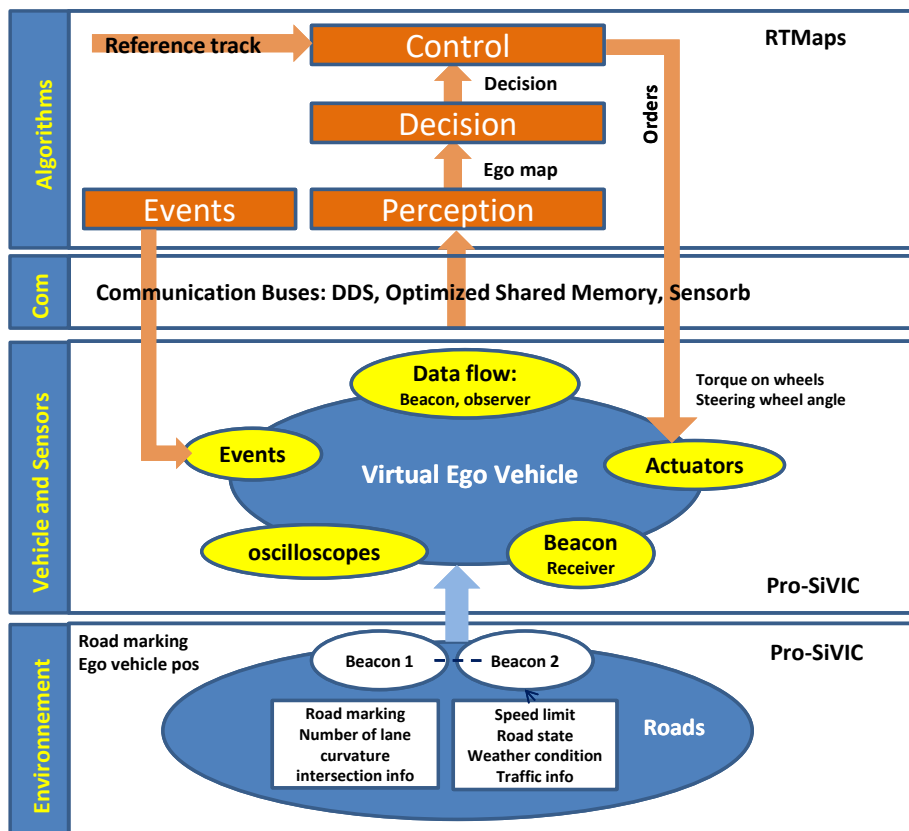 Algorithms
Reference track
Control
RTMaps
Decision
Decision
Orders
Ego map
Events
Perception
Com
Communication Buses: DDS, Optimized Shared Memory, Sensorb
Vehicle and Sensors
Data flow:
Beacon, observer
Torque on wheels
Steering wheel angle
Events
Virtual Ego Vehicle
Actuators
oscilloscopes
Beacon
Receiver
Pro-SiVIC
Environnement
Road marking
Ego vehicle pos
Beacon 1
Beacon 2
Pro-SiVIC
Road marking
Number of lane
curvature
intersection info
Speed limit
Road state
Weather condition
Traffic info
Roads